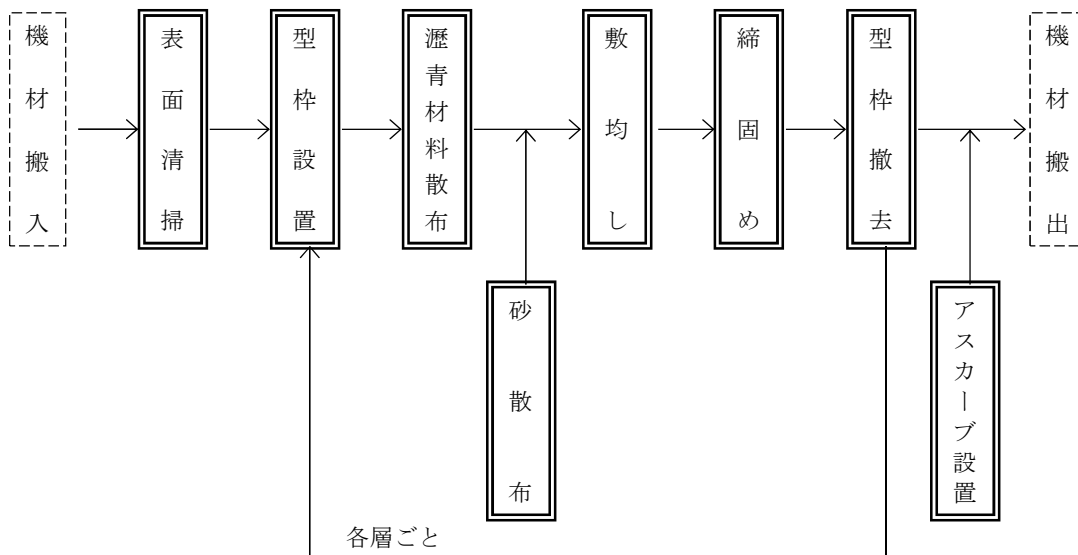 機材搬入
表面清掃
型枠設置
瀝青材料散布
敷均し
締固め
型枠撤去
機材搬出
砂散布
アスカーブ設置
各層ごと